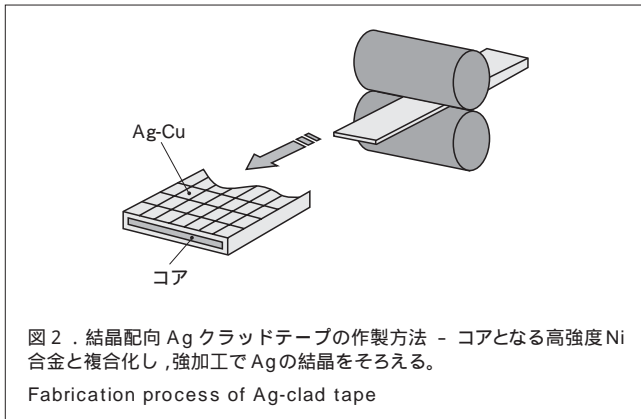 Ag-Cu
コア
図2．結晶配向 Ag クラッドテープの作製方法 － コアとなる高強度Ni
合金と複合化し，強加工でAgの結晶をそろえる。
Fabrication process of Ag-clad tape